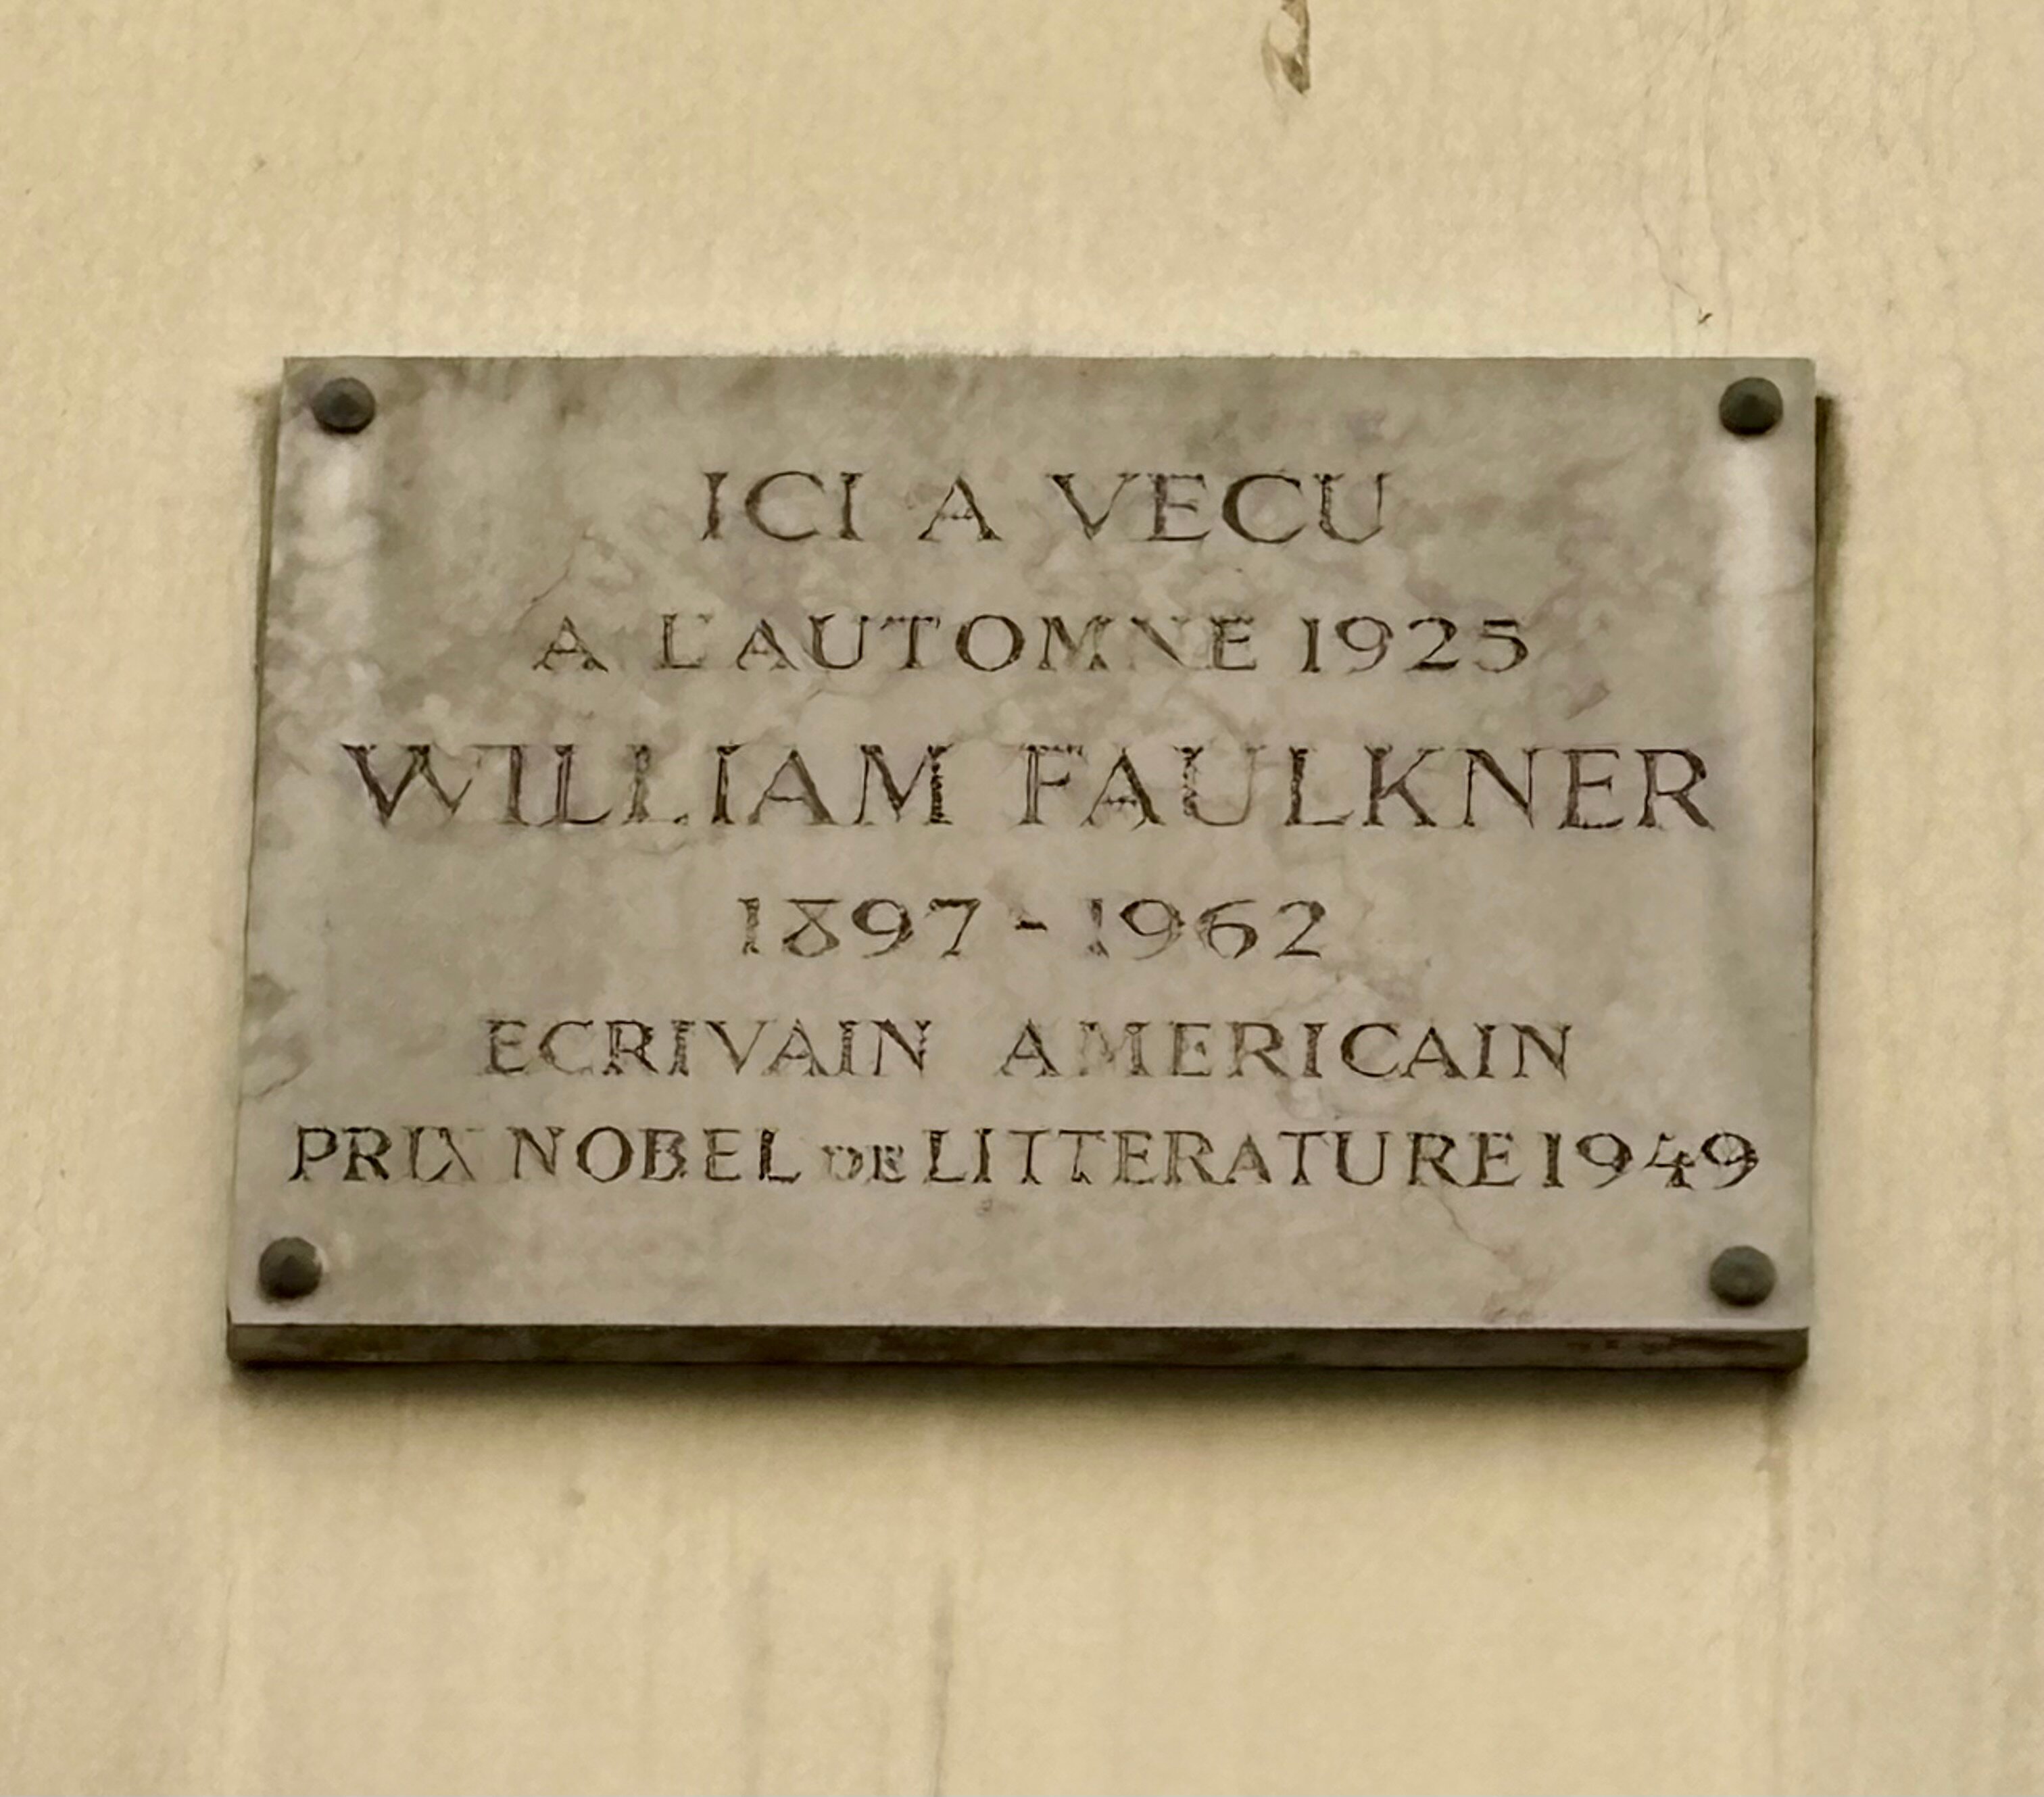 ICI A VECU
A L'AUTOMNE 1925
WILLIAM FAULKNER
1897 - 1962
ECRIVAIN AMERICAIN
PRIX NOBEL DE LITTERATURE 1949